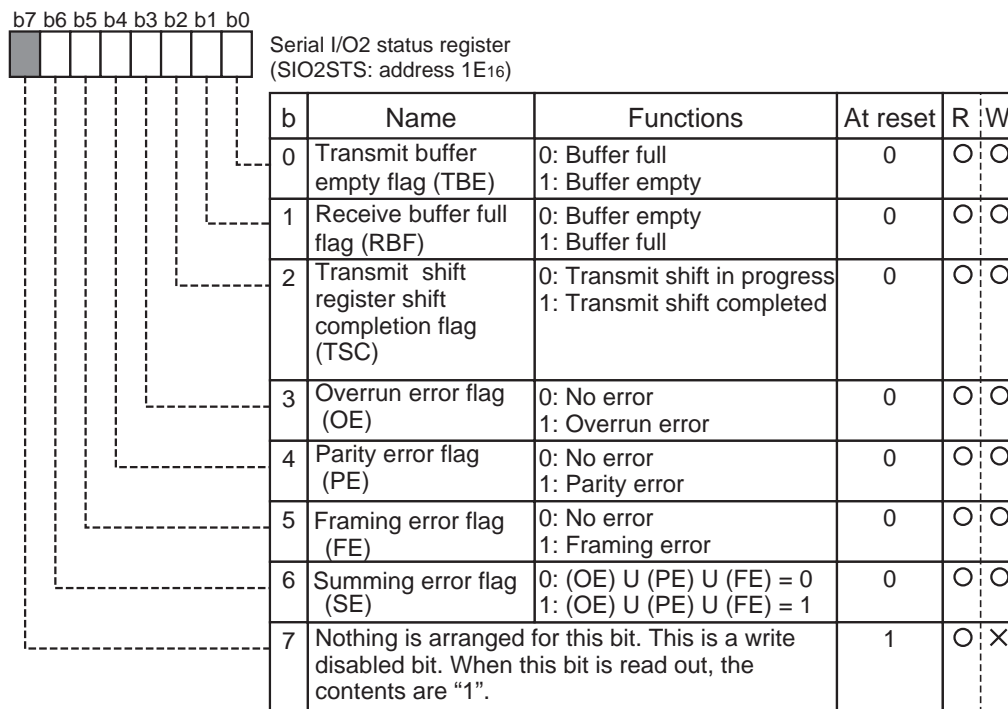 b7 b6 b5 b4 b3 b2 b1 b0
Serial I/O2 status register
(SIO2STS: address 1E16)
b Name Functions At reset R W
0 Transmit buffer 0: Buffer full 0 O O
empty flag (TBE) 1: Buffer empty
1 Receive buffer full 0: Buffer empty 0 O O
flag (RBF) 1: Buffer full
2 Transmit shift 0: Transmit shift in progress 0 O O
register shift 1: Transmit shift completed
completion flag
(TSC)
3 Overrun error flag 0: No error 0 O O
(OE) 1: Overrun error
4 Parity error flag 0: No error 0 O O
(PE) 1: Parity error
5 Framing error flag 0: No error 0 O O
(FE) 1: Framing error
6 Summing error flag 0: (OE) U (PE) U (FE) = 0 0 O O
(SE) 1: (OE) U (PE) U (FE) = 1
7 Nothing is arranged for this bit. This is a write 1 O ×
disabled bit. When this bit is read out, the
contents are “1”.